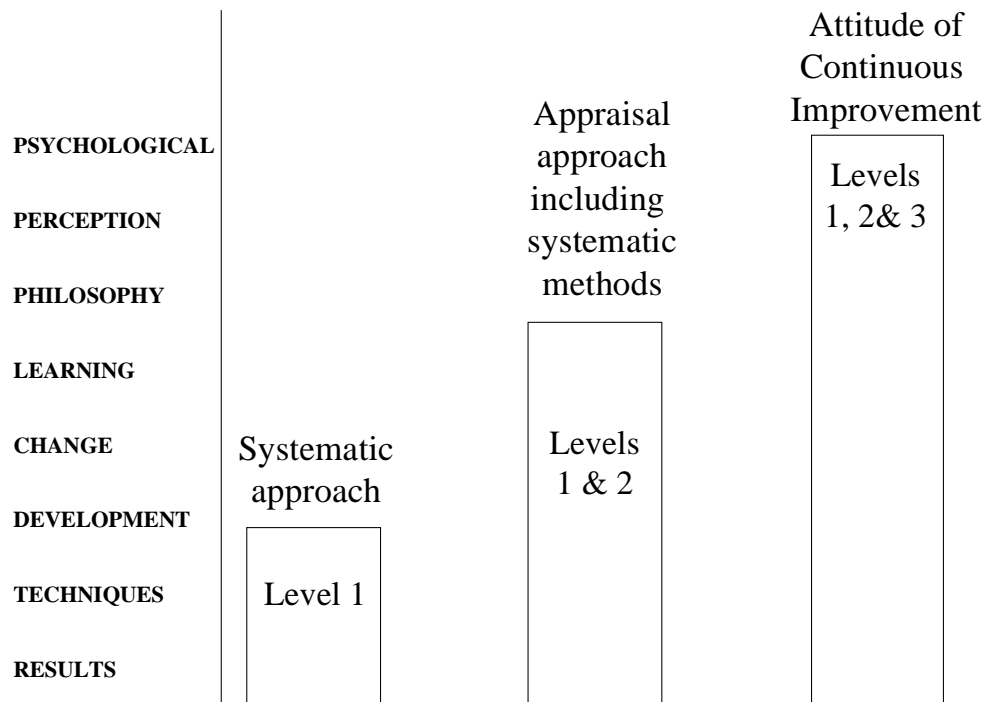 PSYCHOLOGICAL
PERCEPTION
PHILOSOPHY
LEARNING
CHANGE
DEVELOPMENT
TECHNIQUES
RESULTS
Systematic
approach
Level 1
Appraisal
approach
including
systematic
methods
Levels
1 & 2
Attitude of
Continuous
Improvement
Levels
1, 2& 3